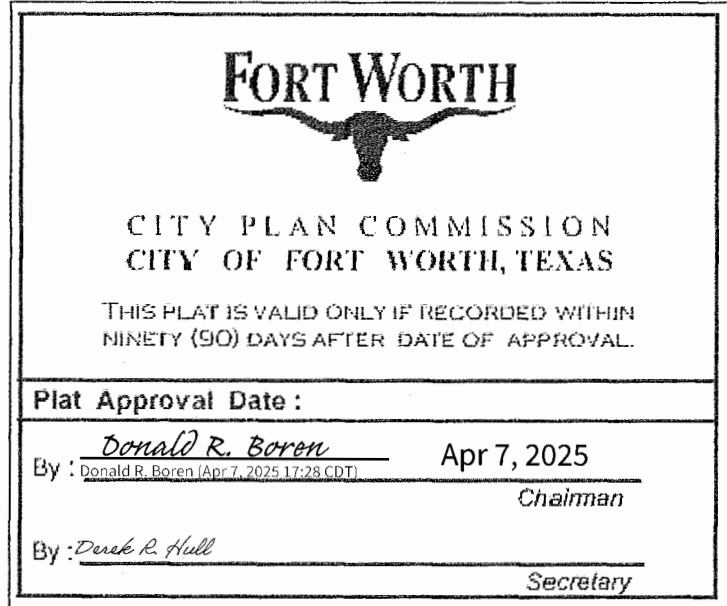 FORT WORTH
CITY PLAN COMMISSION
CITY OF FORT WORTH, TEXAS
THIS PLAT IS VALID ONLY IF RECORDED WITHIN
NINETY (90) DAYS AFTER DATE OF APPROVAL.
Plat Approval Date :
Donald R. Boren
By : Donald R. Boren (Apr 7, 2025 17:28 CDT) Apr 7, 2025
Chairman
By : Derek R. Hull
Secretary